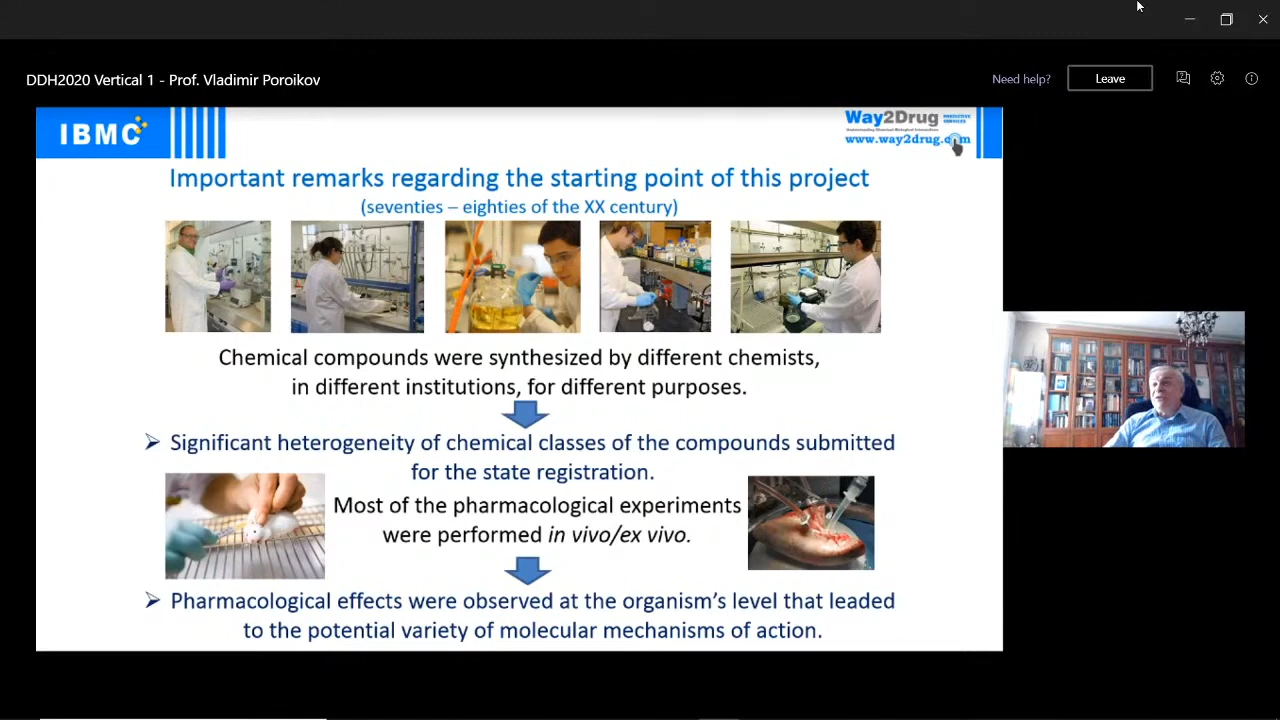 DDH2020 Vertical 1 - Prof. Vladimir Poroikov
Need help?
Leave
IBMC
Way2Drug
www.way2drug.com
Important remarks regarding the starting point of this project
(seventies – eighties of the XX century)
Chemical compounds were synthesized by different chemists,
in different institutions, for different purposes.
➢ Significant heterogeneity of chemical classes of the compounds submitted
for the state registration.
Most of the pharmacological experiments
were performed in vivo/ex vivo.
➢ Pharmacological effects were observed at the organism's level that leaded
to the potential variety of molecular mechanisms of action.